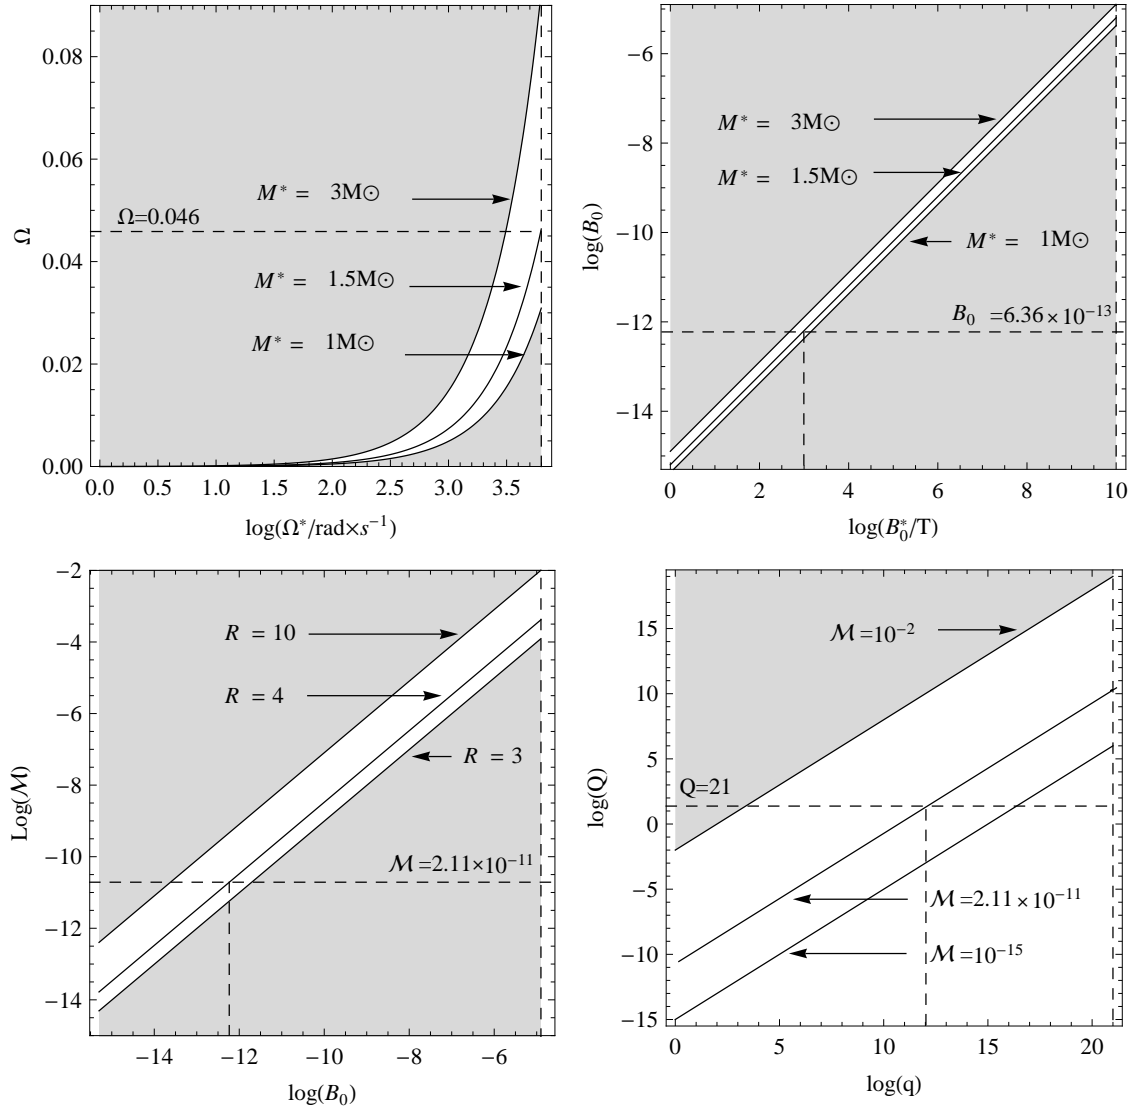 0.08
0.06
0.04
0.02
0.00
Ω
M* = 3M⊙
Ω=0.046
M* = 1.5M⊙
M* = 1M⊙
0.0 0.5 1.0 1.5 2.0 2.5 3.0 3.5
log(Ω*/rad×s⁻¹)
−6
−8
−10
−12
−14
log(B₀)
M* = 3M⊙
M* = 1.5M⊙
M* = 1M⊙
B₀ =6.36×10⁻¹³
0 2 4 6 8 10
log(B₀*/T)
−2
−4
−6
−8
−10
−12
−14
Log(ℳ)
R = 10
R = 4
R = 3
ℳ=2.11×10⁻¹¹
−14 −12 −10 −8 −6
log(B₀)
15
10
5
0
−5
−10
−15
log(Q)
ℳ=10⁻²
Q=21
ℳ=2.11×10⁻¹¹
ℳ=10⁻¹⁵
0 5 10 15 20
log(q)